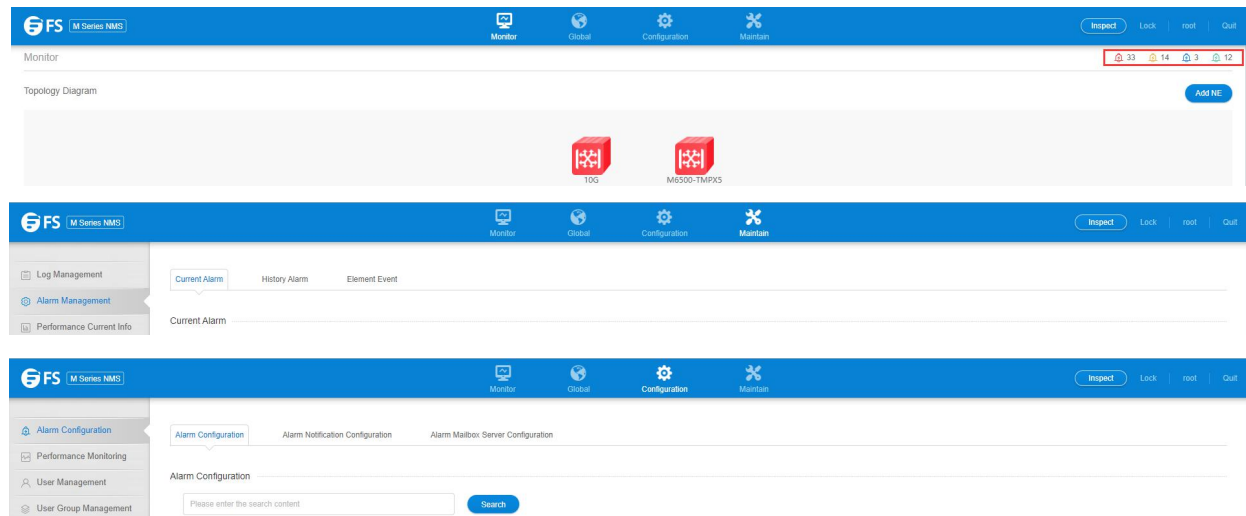 FS M Series NMS Monitor Global Configuration Maintain Inspect Lock root Quit
Monitor 33 14 3 12
Topology Diagram Add NE
10G M6500-TMPX5
FS M Series NMS Monitor Global Configuration Maintain Inspect Lock root Quit
Log Management Current Alarm History Alarm Element Event
Alarm Management
Performance Current Info Current Alarm
FS M Series NMS Monitor Global Configuration Maintain Inspect Lock root Quit
Alarm Configuration Alarm Configuration Alarm Notification Configuration Alarm Mailbox Server Configuration
Performance Monitoring
User Management Alarm Configuration
User Group Management Please enter the search content Search